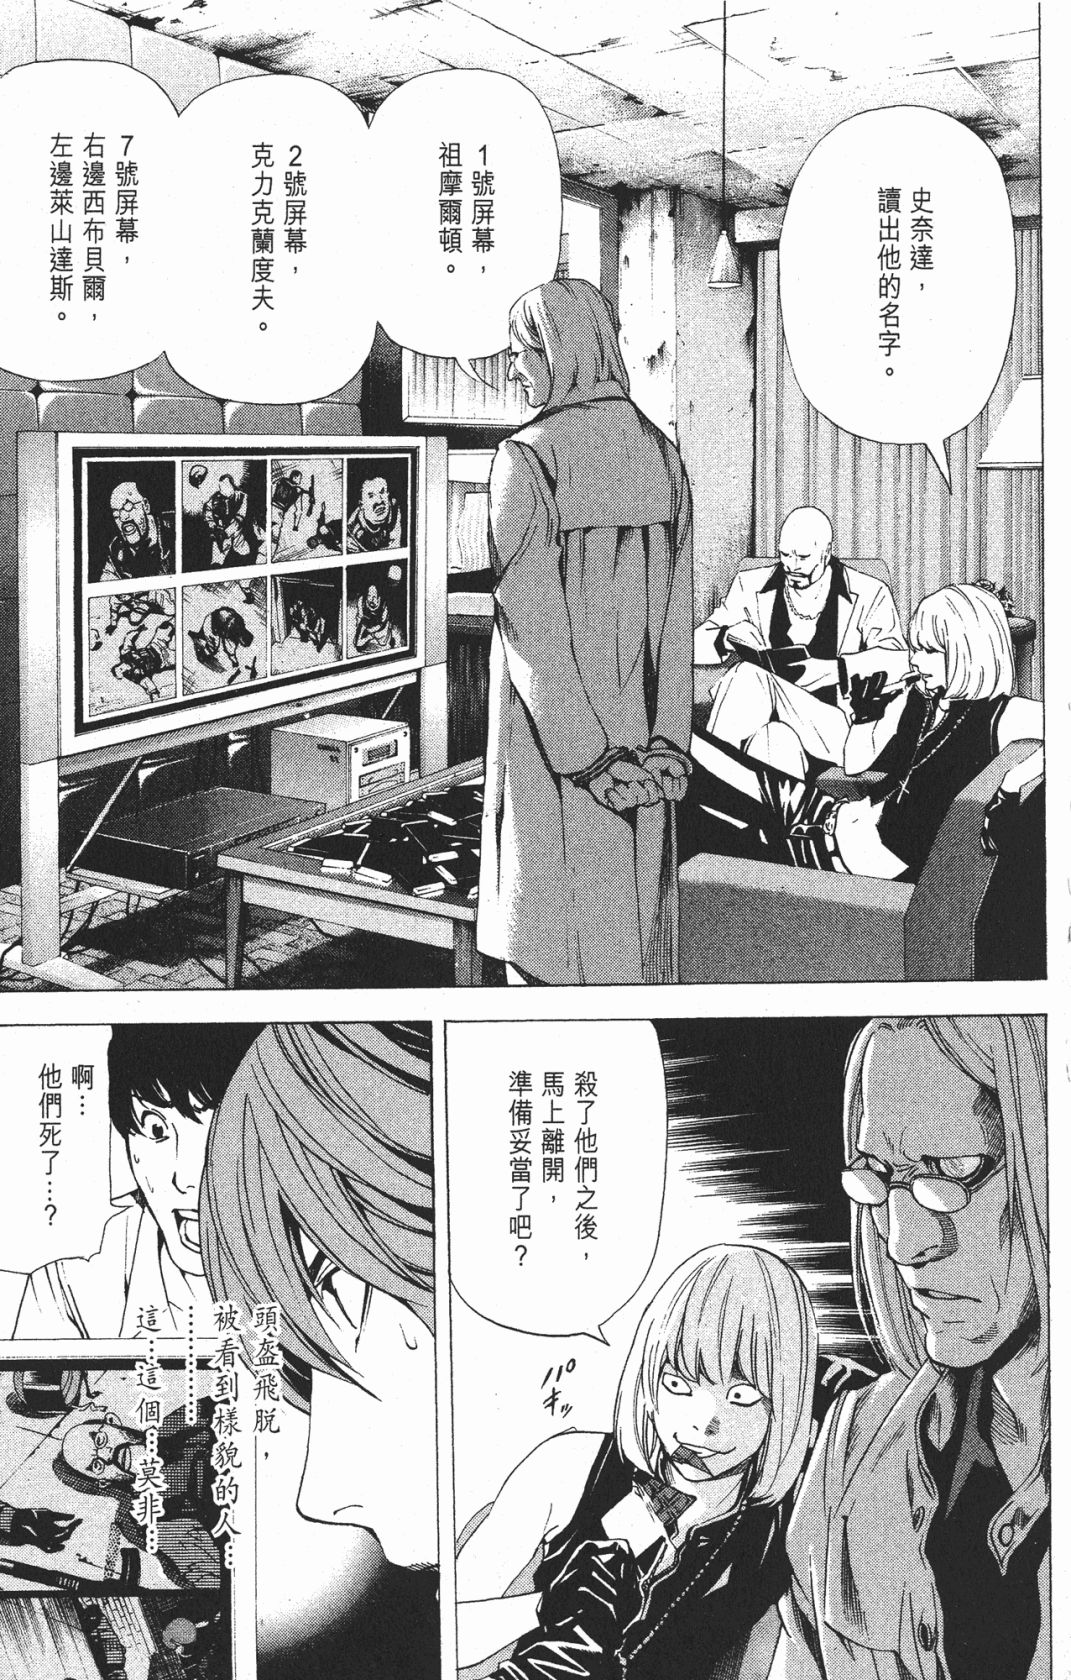 史奈達，
讀出他的名字。
1號屏幕，
祖摩爾頓。
2號屏幕，
克力克蘭度夫。
7號屏幕，
右邊西布貝爾，
左邊萊山達斯。
殺了他們之後，
馬上離開，
準備妥當了吧？
パキッ
頭盔飛脱，
被看到樣貌的人…
…………
這…這個…莫非…
啊…
他們死了…？